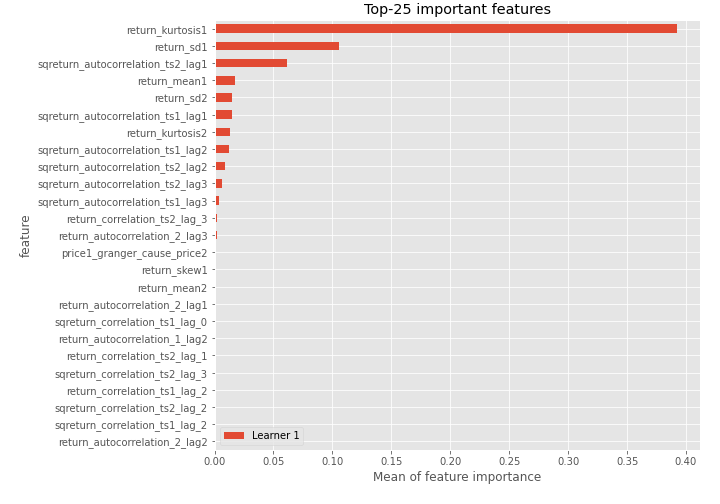 Top-25 important features
feature
return_kurtosis1
return_sd1
sqreturn_autocorrelation_ts2_lag1
return_mean1
return_sd2
sqreturn_autocorrelation_ts1_lag1
return_kurtosis2
sqreturn_autocorrelation_ts1_lag2
sqreturn_autocorrelation_ts2_lag2
sqreturn_autocorrelation_ts2_lag3
sqreturn_autocorrelation_ts1_lag3
return_correlation_ts2_lag_3
return_autocorrelation_2_lag3
price1_granger_cause_price2
return_skew1
return_mean2
return_autocorrelation_2_lag1
sqreturn_correlation_ts1_lag_0
return_autocorrelation_1_lag2
return_correlation_ts2_lag_1
sqreturn_correlation_ts2_lag_3
return_correlation_ts1_lag_2
sqreturn_correlation_ts2_lag_2
sqreturn_correlation_ts1_lag_2
return_autocorrelation_2_lag2
Learner 1
0.00 0.05 0.10 0.15 0.20 0.25 0.30 0.35 0.40
Mean of feature importance